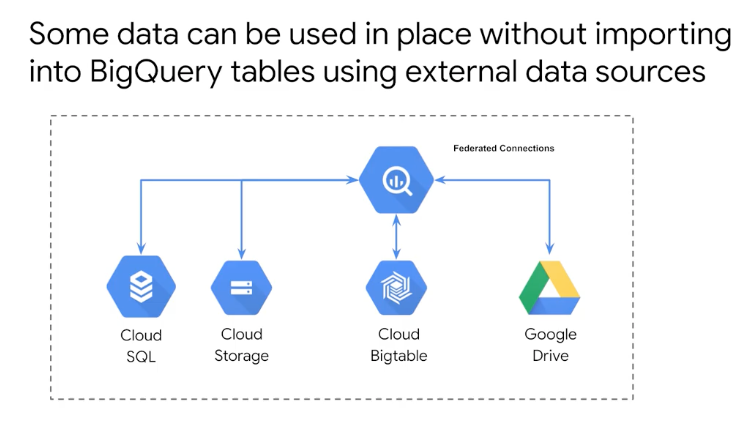 Some data can be used in place without importing
into BigQuery tables using external data sources
Federated Connections
Cloud
SQL
Cloud
Storage
Cloud
Bigtable
Google
Drive